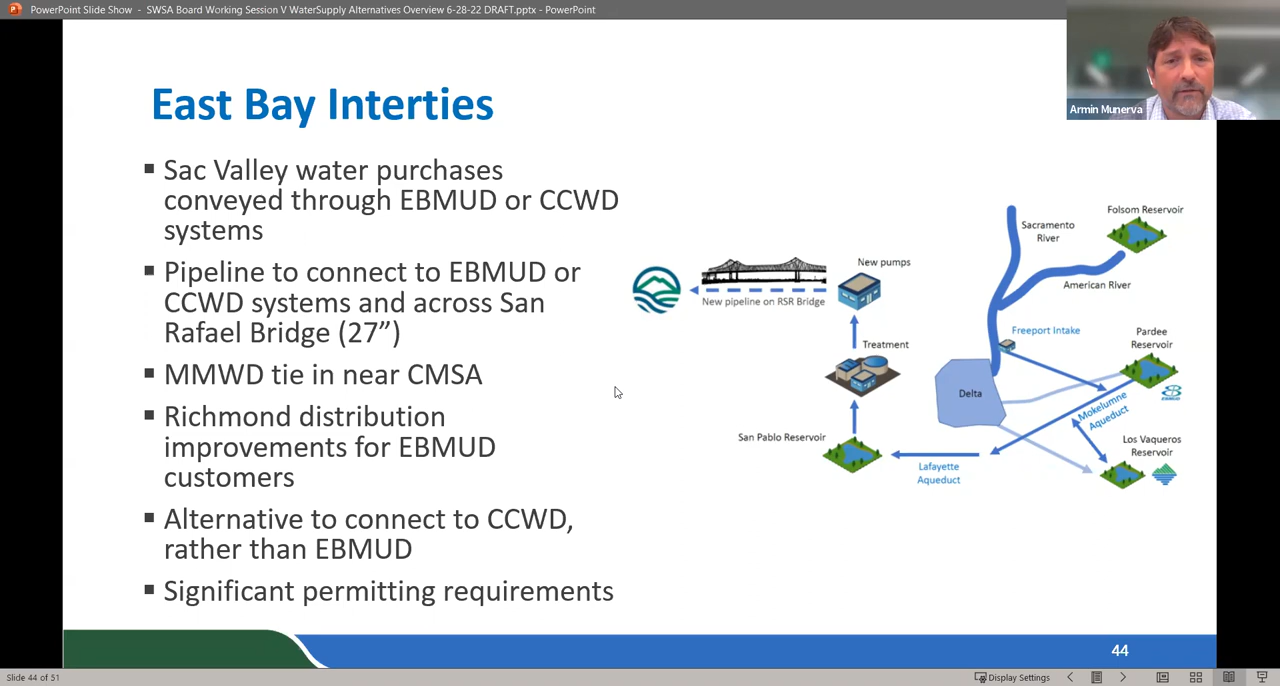 PowerPoint Slide Show - SWSA Board Working Session V WaterSupply Alternatives Overview 6-28-22 DRAFT.pptx - PowerPoint
Armin Munerva
East Bay Interties
▪ Sac Valley water purchases
conveyed through EBMUD or CCWD
systems
▪ Pipeline to connect to EBMUD or
CCWD systems and across San
Rafael Bridge (27”)
▪ MMWD tie in near CMSA
▪ Richmond distribution
improvements for EBMUD
customers
▪ Alternative to connect to CCWD,
rather than EBMUD
▪ Significant permitting requirements
Folsom Reservoir
Sacramento
River
American River
New pumps
New pipeline on RSR Bridge
Freeport Intake
Pardee
Reservoir
Treatment
Delta
EBMUD
Mokelumne
Aqueduct
San Pablo Reservoir
Los Vaqueros
Reservoir
Lafayette
Aqueduct
44
Slide 44 of 51
Display Settings